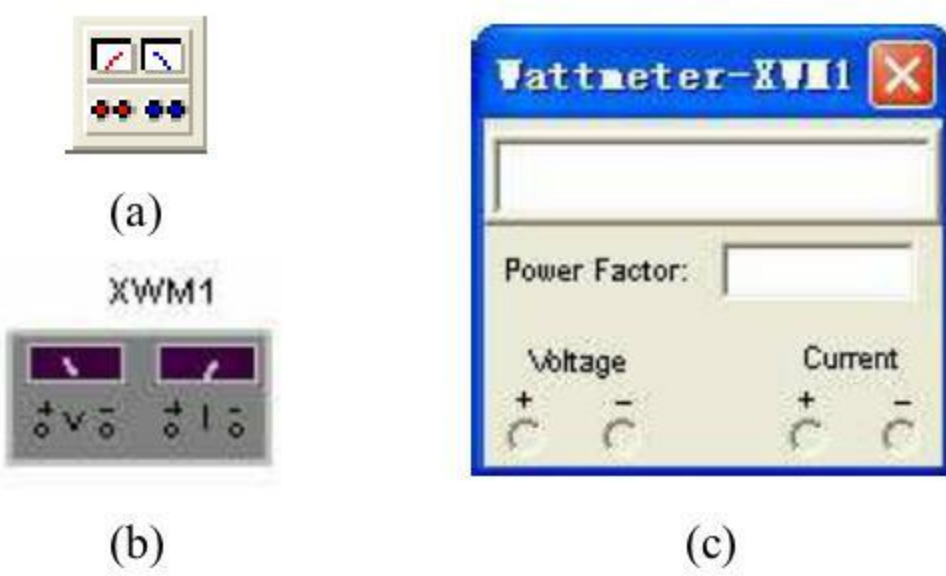 (a)
XWM1
+ V - + I -
(b)
Wattmeter-XWM1
Power Factor:
Voltage Current
+ - + -
(c)